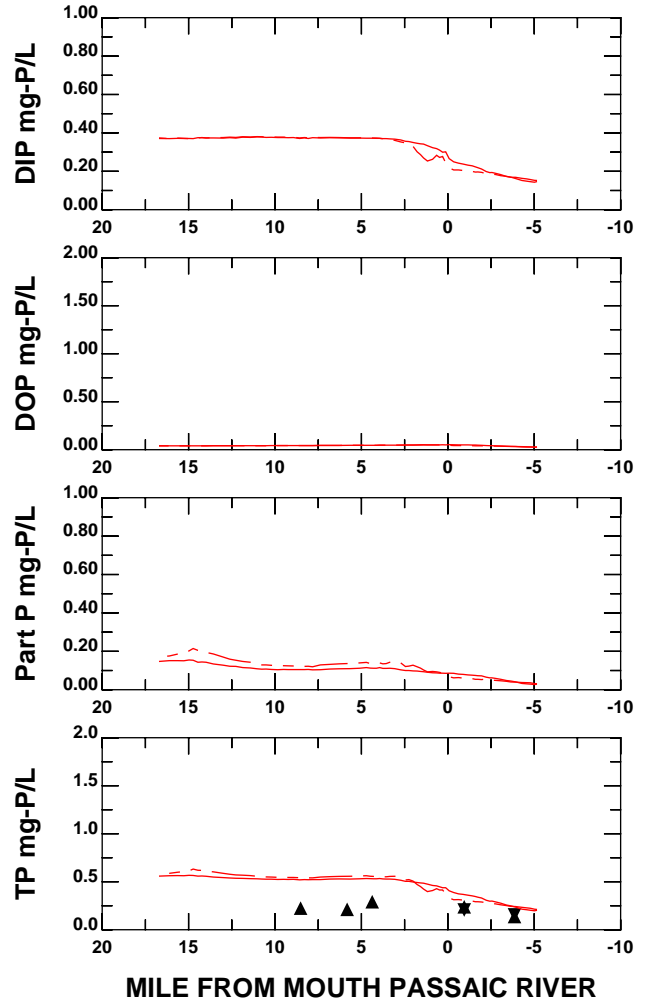 DIP mg-P/L
1.00
0.80
0.60
0.40
0.20
0.00
20 15 10 5 0 -5 -10
DOP mg-P/L
2.00
1.50
1.00
0.50
0.00
20 15 10 5 0 -5 -10
Part P mg-P/L
1.00
0.80
0.60
0.40
0.20
0.00
20 15 10 5 0 -5 -10
TP mg-P/L
2.0
1.5
1.0
0.5
0.0
20 15 10 5 0 -5 -10
MILE FROM MOUTH PASSAIC RIVER